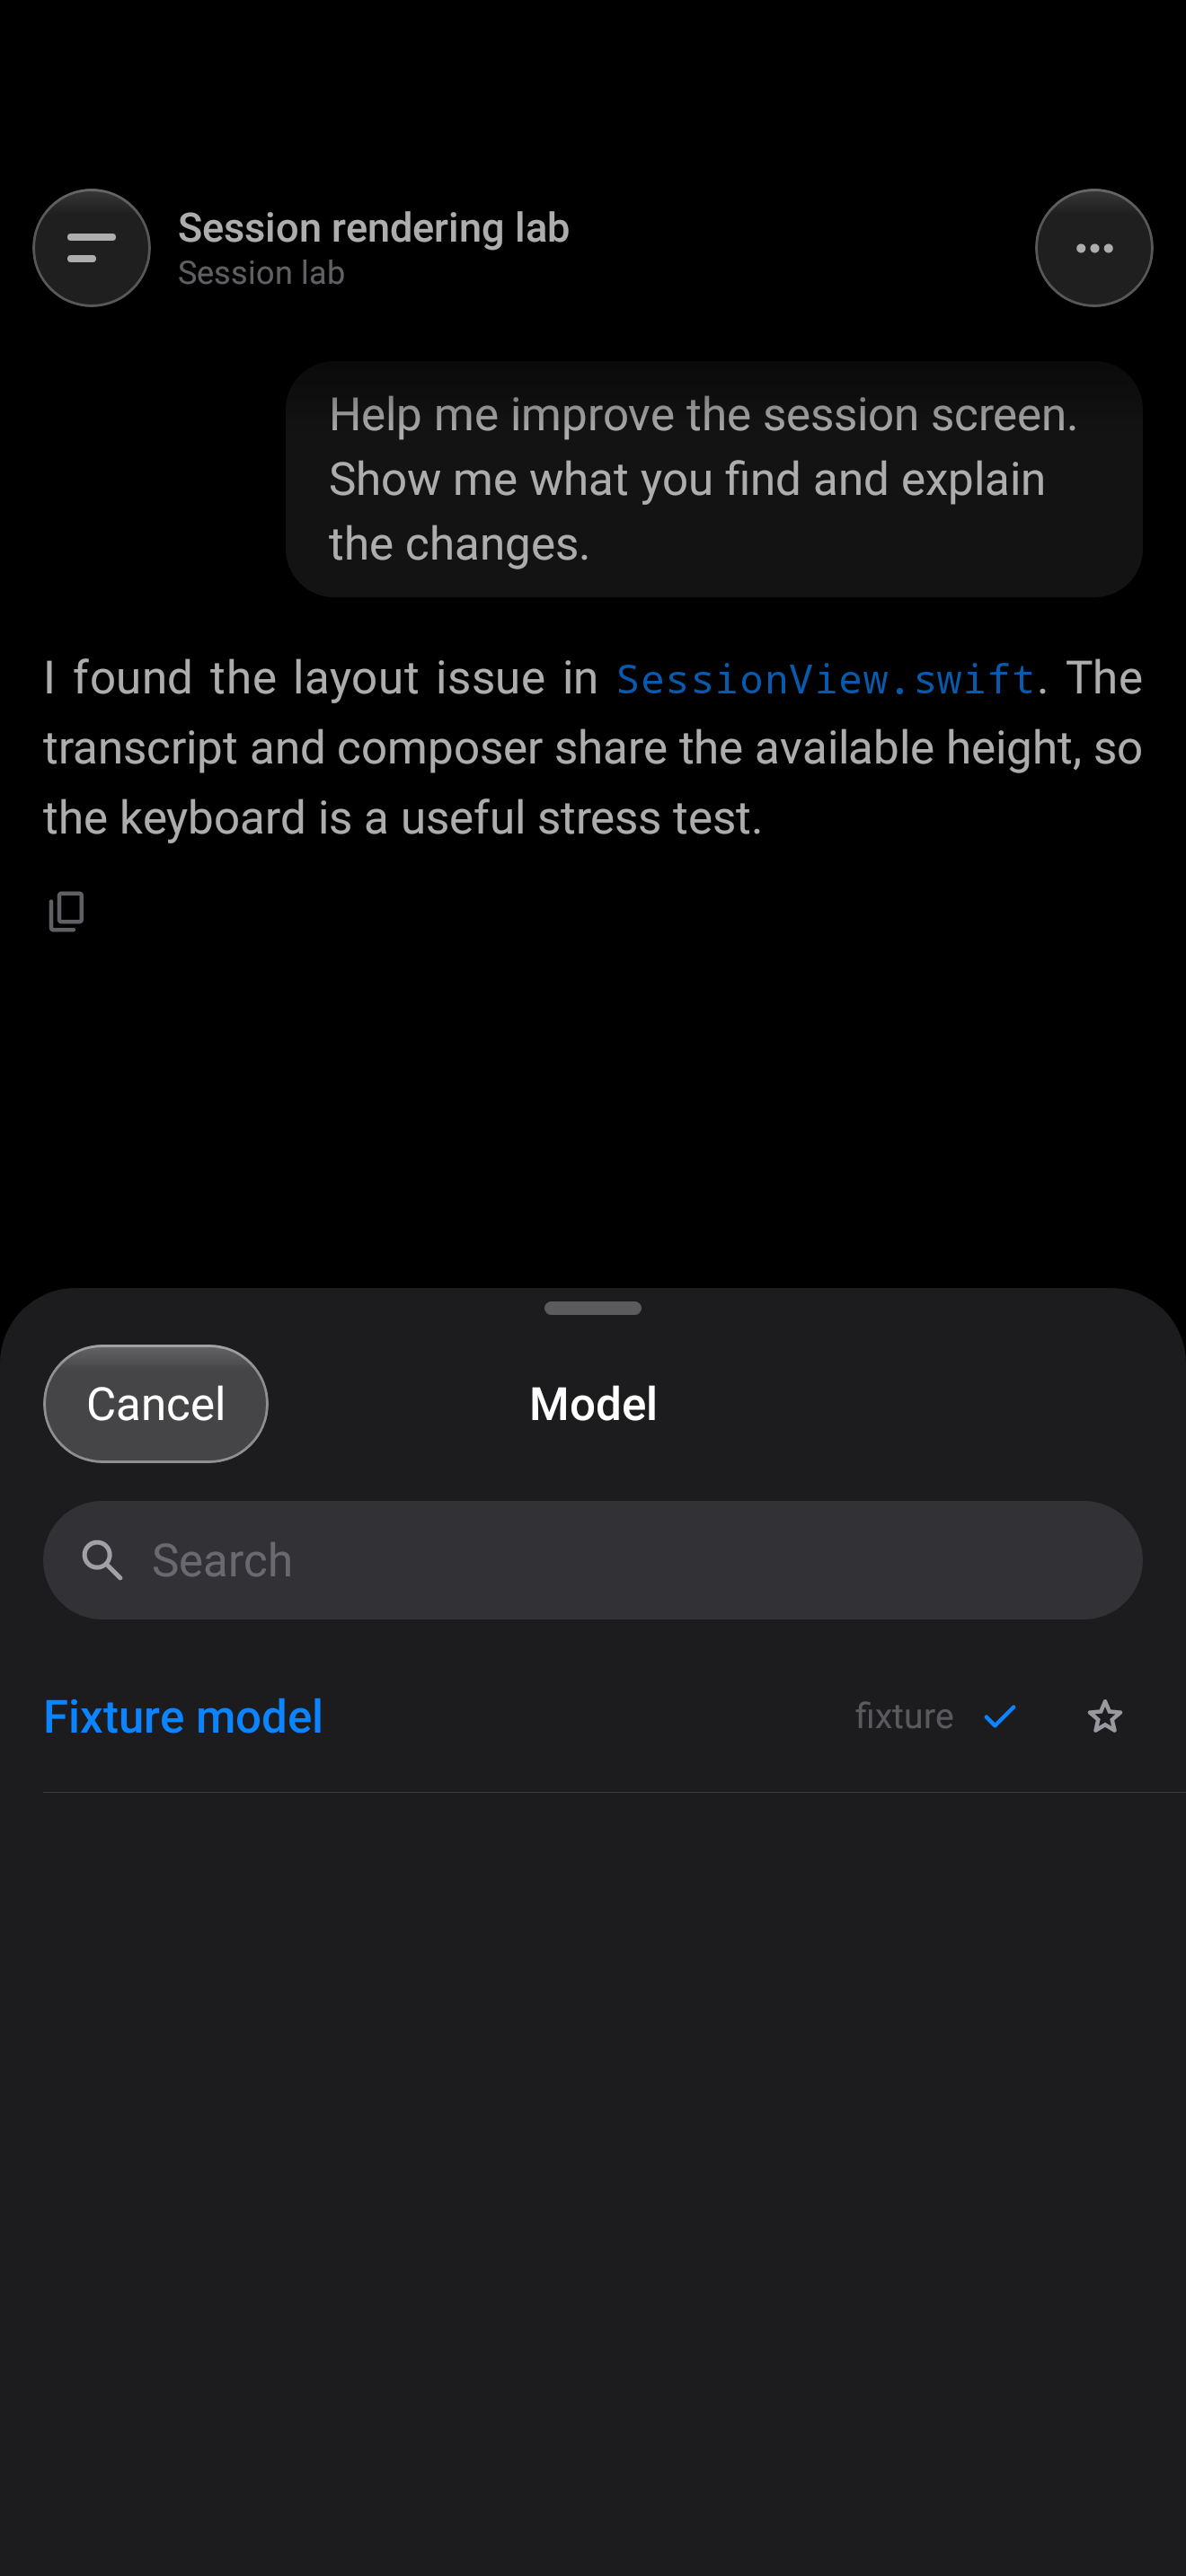 Session rendering lab
Session lab
Help me improve the session screen.
Show me what you find and explain
the changes.
I found the layout issue in SessionView.swift. The
transcript and composer share the available height, so
the keyboard is a useful stress test.
Cancel
Model
Search
Fixture model
fixture